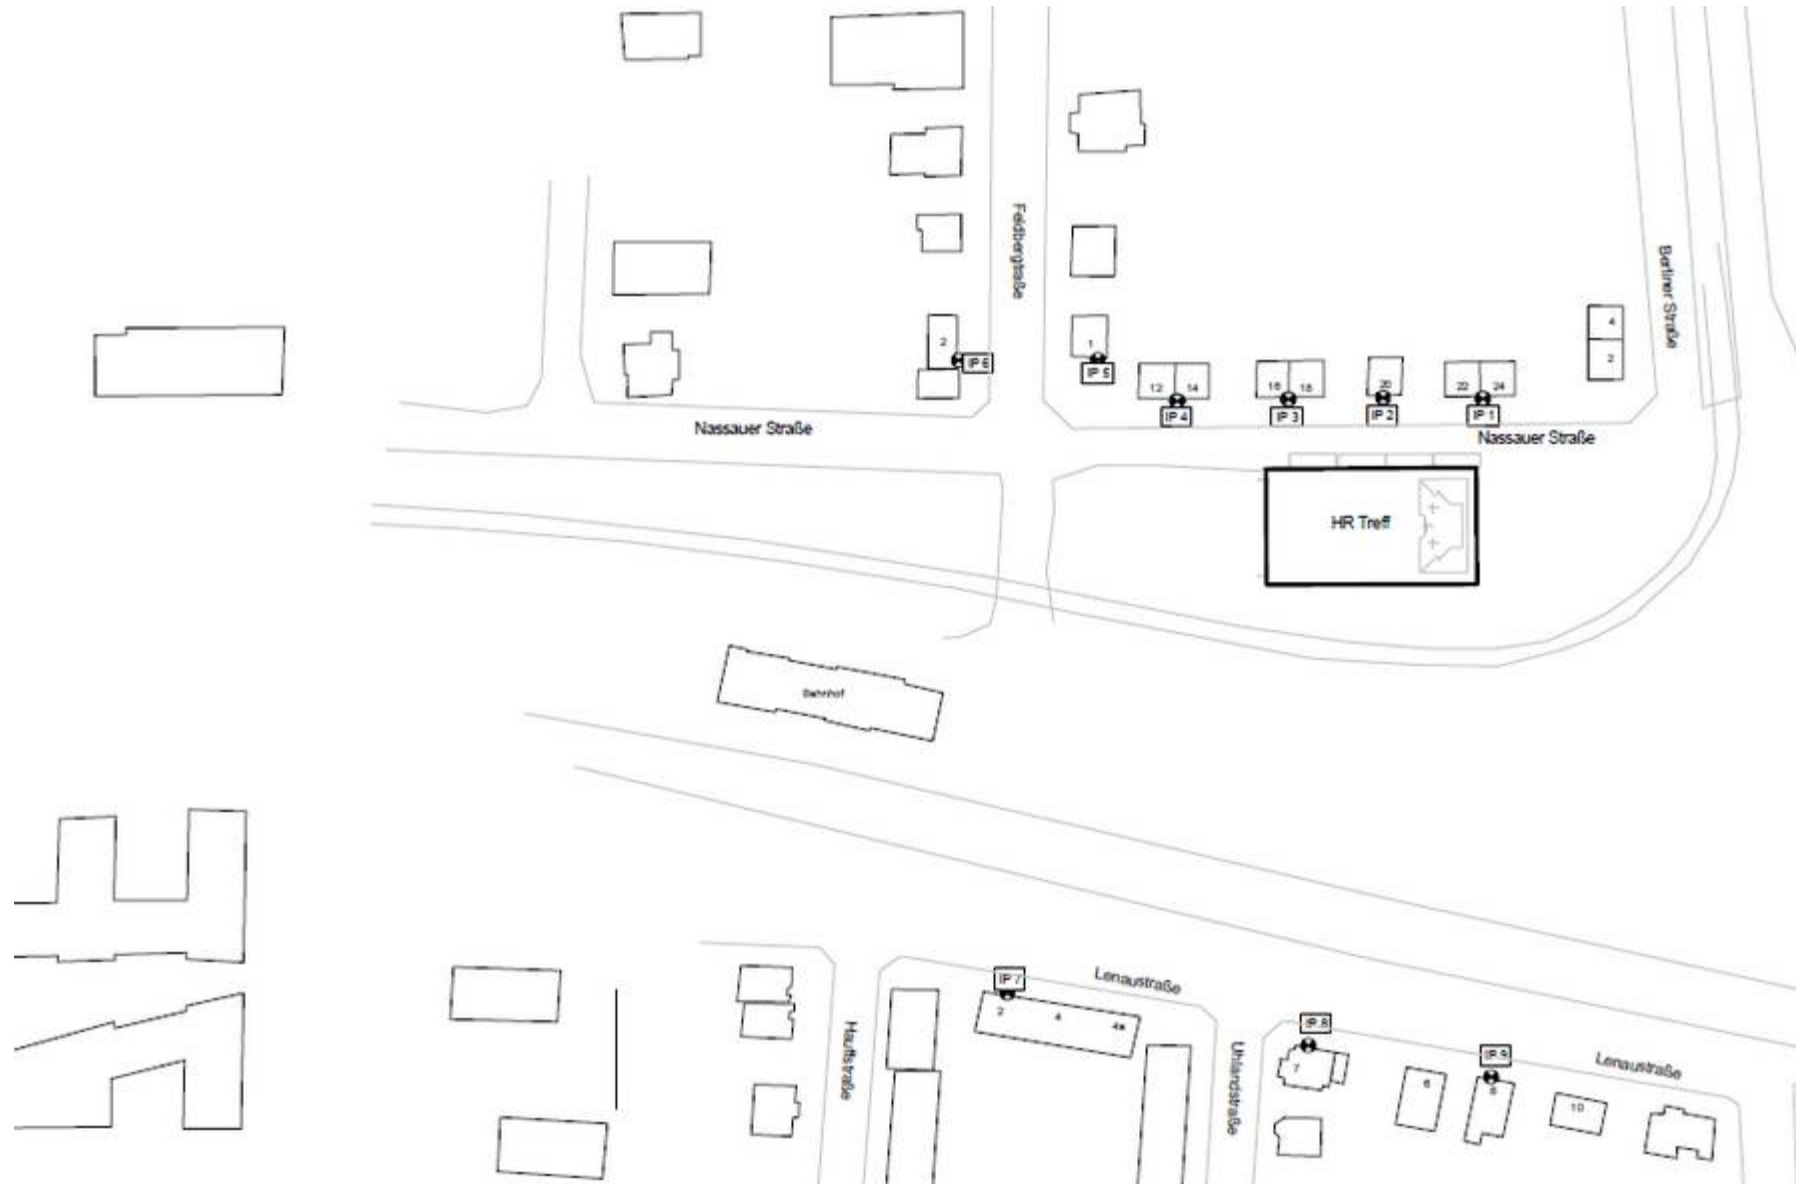 Feldbergstraße
Berliner Straße
4
2
2
IP 6
1
IP 5
12
14
IP 4
16
18
IP 3
20
IP 2
22
24
IP 1
Nassauer Straße
Nassauer Straße
HR Treff
Bahnhof
IP 7
Lenaustraße
2
4
4a
Hauffstraße
Uhlandstraße
IP 8
7
IP 9
Lenaustraße
10